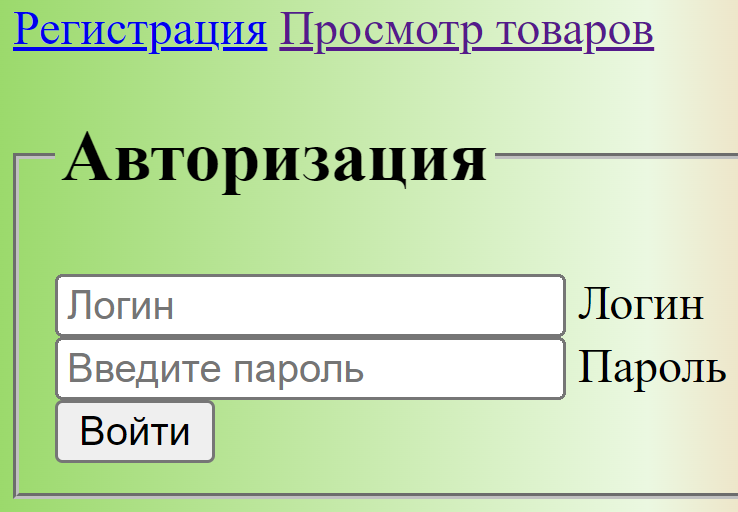 Регистрация Просмотр товаров
Авторизация
Логин Логин
Введите пароль Пароль
Войти